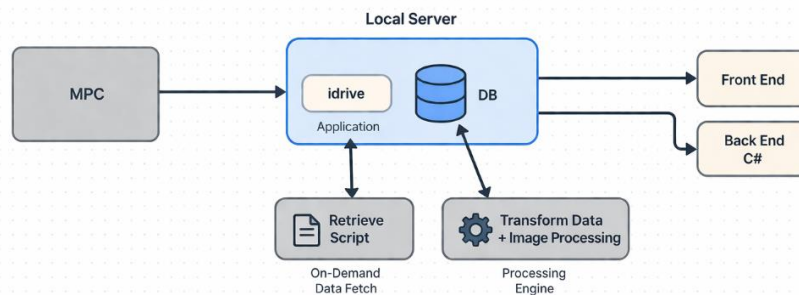 Local Server
MPC
idrive
Application
DB
Front End
Back End
C#
Retrieve
Script
On-Demand
Data Fetch
Transform Data
+ Image Processing
Processing
Engine